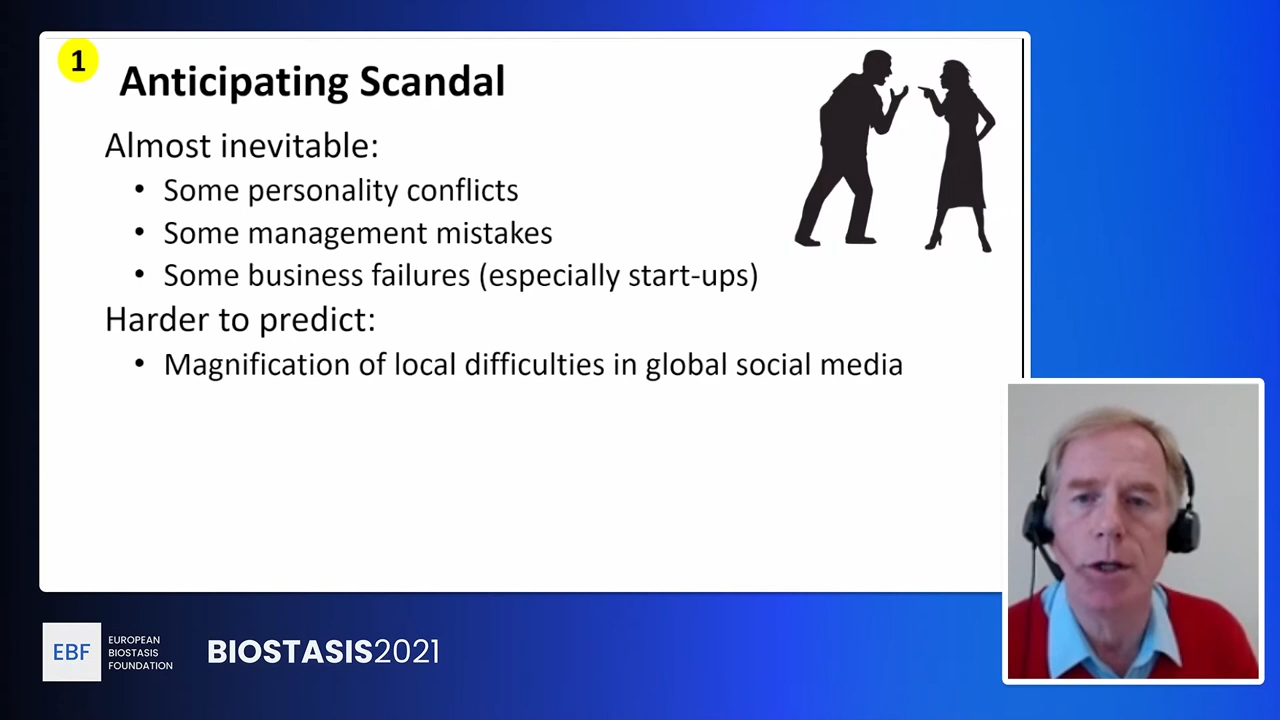 1
Anticipating Scandal
Almost inevitable:
• Some personality conflicts
• Some management mistakes
• Some business failures (especially start-ups)
Harder to predict:
• Magnification of local difficulties in global social media
EBF
EUROPEAN
BIOSTASIS
FOUNDATION
BIOSTASIS2021